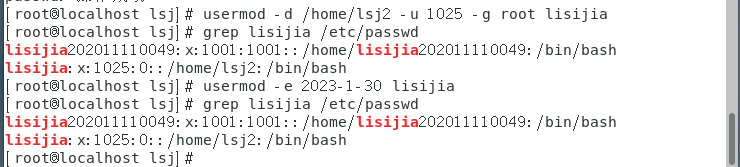 [root@localhost lsj]# usermod -d /home/lsj2 -u 1025 -g root lisijia
[root@localhost lsj]# grep lisijia /etc/passwd
lisijia202011110049:x:1001:1001::/home/lisijia202011110049:/bin/bash
lisijia:x:1025:0::/home/lsj2:/bin/bash
[root@localhost lsj]# usermod -e 2023-1-30 lisijia
[root@localhost lsj]# grep lisijia /etc/passwd
lisijia202011110049:x:1001:1001::/home/lisijia202011110049:/bin/bash
lisijia:x:1025:0::/home/lsj2:/bin/bash
[root@localhost lsj]#